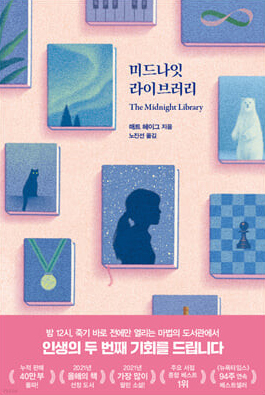 미드나잇
라이브러리
The Midnight Library
매트 헤이그 지음
노진선 옮김
밤 12시, 죽기 바로 전에만 열리는 마법의 도서관에서
인생의 두 번째 기회를 드립니다
누적 판매
40만 부
돌파!
2021년
올해의 책
선정 도서
2021년
가장 많이
팔린 소설!
주요 서점
종합 베스트
1위
〈뉴욕타임스〉
94주 연속
베스트셀러